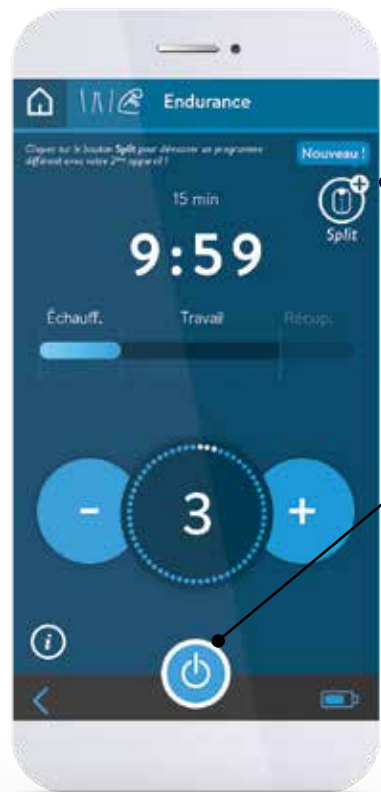 Endurance
Cliquez sur le bouton Split pour démarrer un programme
différent avec votre 2ème appareil !
Nouveau !
15 min
Split
9:59
Échauff.
Travail
Récup.
-
3
+
i